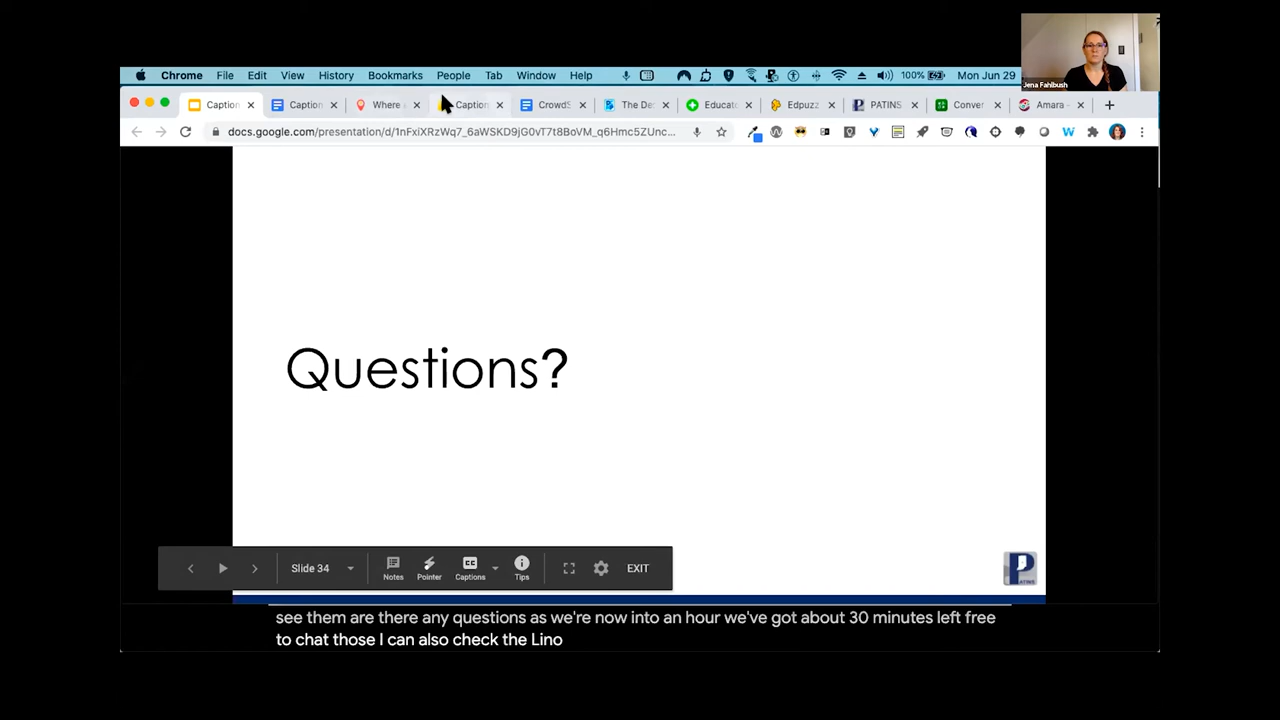 Chrome File Edit View History Bookmarks People Tab Window Help 100% Mon Jun 29
Jena Fahlbush
Caption Caption Where Caption CrowdS The De Educate Edpuzz PATINS Conver Amara -
docs.google.com/presentation/d/1nFxiXRzWq7_6aWSKD9jG0vT7t8BoVM_q6Hmc5ZUnc...
Questions?
Slide 34 Notes Pointer Captions Tips EXIT
PATINS
see them are there any questions as we're now into an hour we've got about 30 minutes left free
to chat those I can also check the Lino